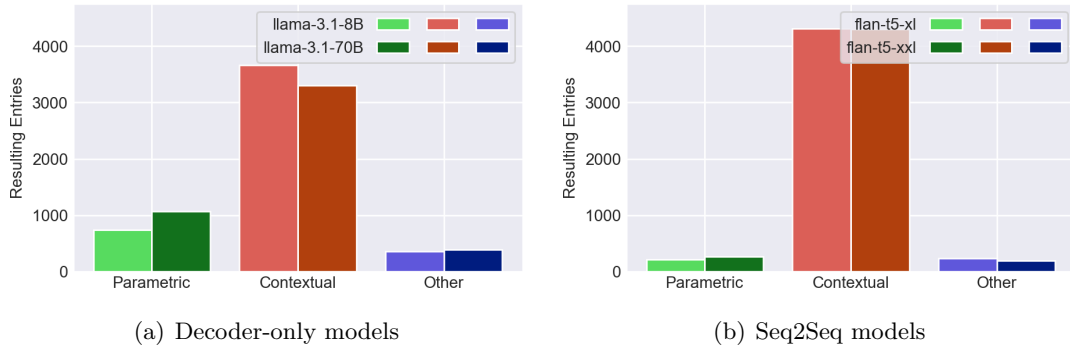 llama-3.1-8B
llama-3.1-70B
Resulting Entries
4000
3000
2000
1000
0
Parametric Contextual Other
(a) Decoder-only models
flan-t5-xl
flan-t5-xxl
Resulting Entries
4000
3000
2000
1000
0
Parametric Contextual Other
(b) Seq2Seq models